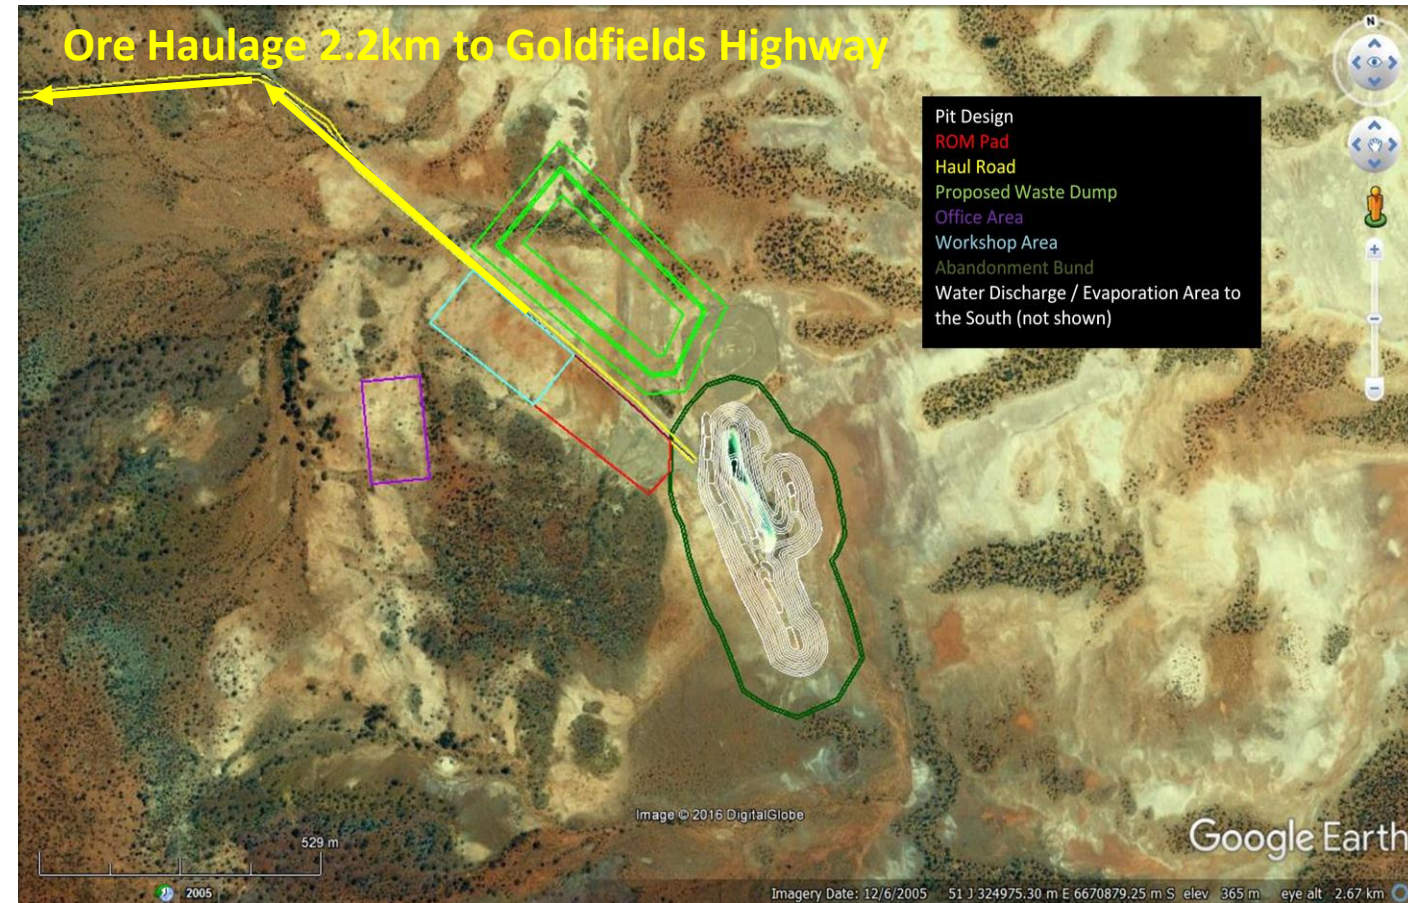 Ore Haulage 2.2km to Goldfields Highway
N
Pit Design
ROM Pad
Haul Road
Proposed Waste Dump
Office Area
Workshop Area
Abandonment Bund
Water Discharge / Evaporation Area to
the South (not shown)
Image © 2016 DigitalGlobe
Google Earth
529 m
2005
Imagery Date: 12/6/2005 51 J 324975.30 m E 6670879.25 m S elev 365 m eye alt 2.67 km